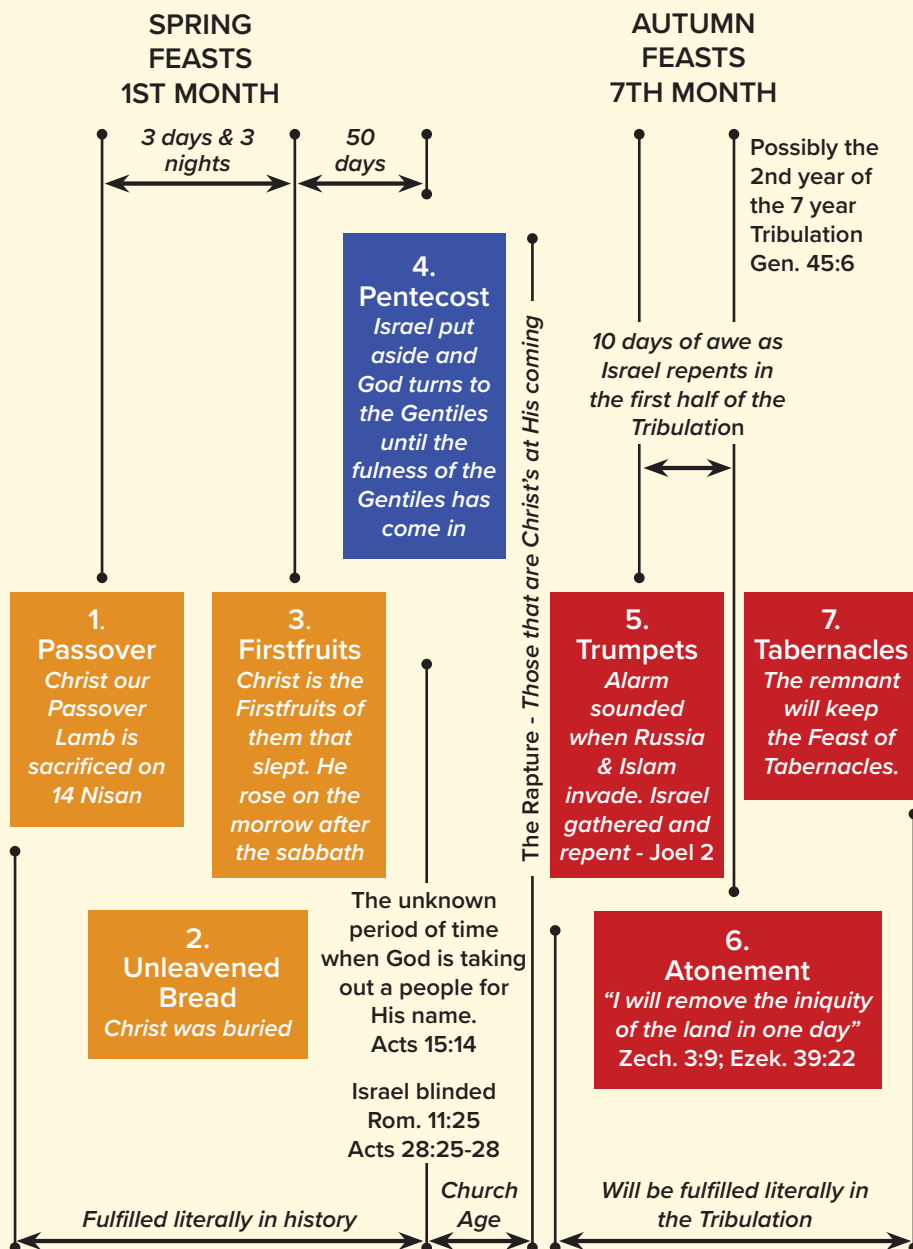 SPRING
FEASTS
1ST MONTH
AUTUMN
FEASTS
7TH MONTH
3 days & 3
nights
50
days
Possibly the
2nd year of
the 7 year
Tribulation
Gen. 45:6
4.
Pentecost
Israel put
aside and
God turns to
the Gentiles
until the
fulness of the
Gentiles has
come in
The Rapture - Those that are Christ's at His coming
10 days of awe as
Israel repents in
the first half of the
Tribulation
1.
Passover
Christ our
Passover
Lamb is
sacrificed on
14 Nisan
3.
Firstfruits
Christ is the
Firstfruits of
them that
slept. He
rose on the
morrow after
the sabbath
5.
Trumpets
Alarm
sounded
when Russia
& Islam
invade. Israel
gathered and
repent - Joel 2
7.
Tabernacles
The remnant
will keep
the Feast of
Tabernacles.
2.
Unleavened
Bread
Christ was buried
The unknown
period of time
when God is taking
out a people for
His name.
Acts 15:14
Israel blinded
Rom. 11:25
Acts 28:25-28
6.
Atonement
“I will remove the iniquity
of the land in one day”
Zech. 3:9; Ezek. 39:22
Fulfilled literally in history
Church
Age
Will be fulfilled literally in
the Tribulation